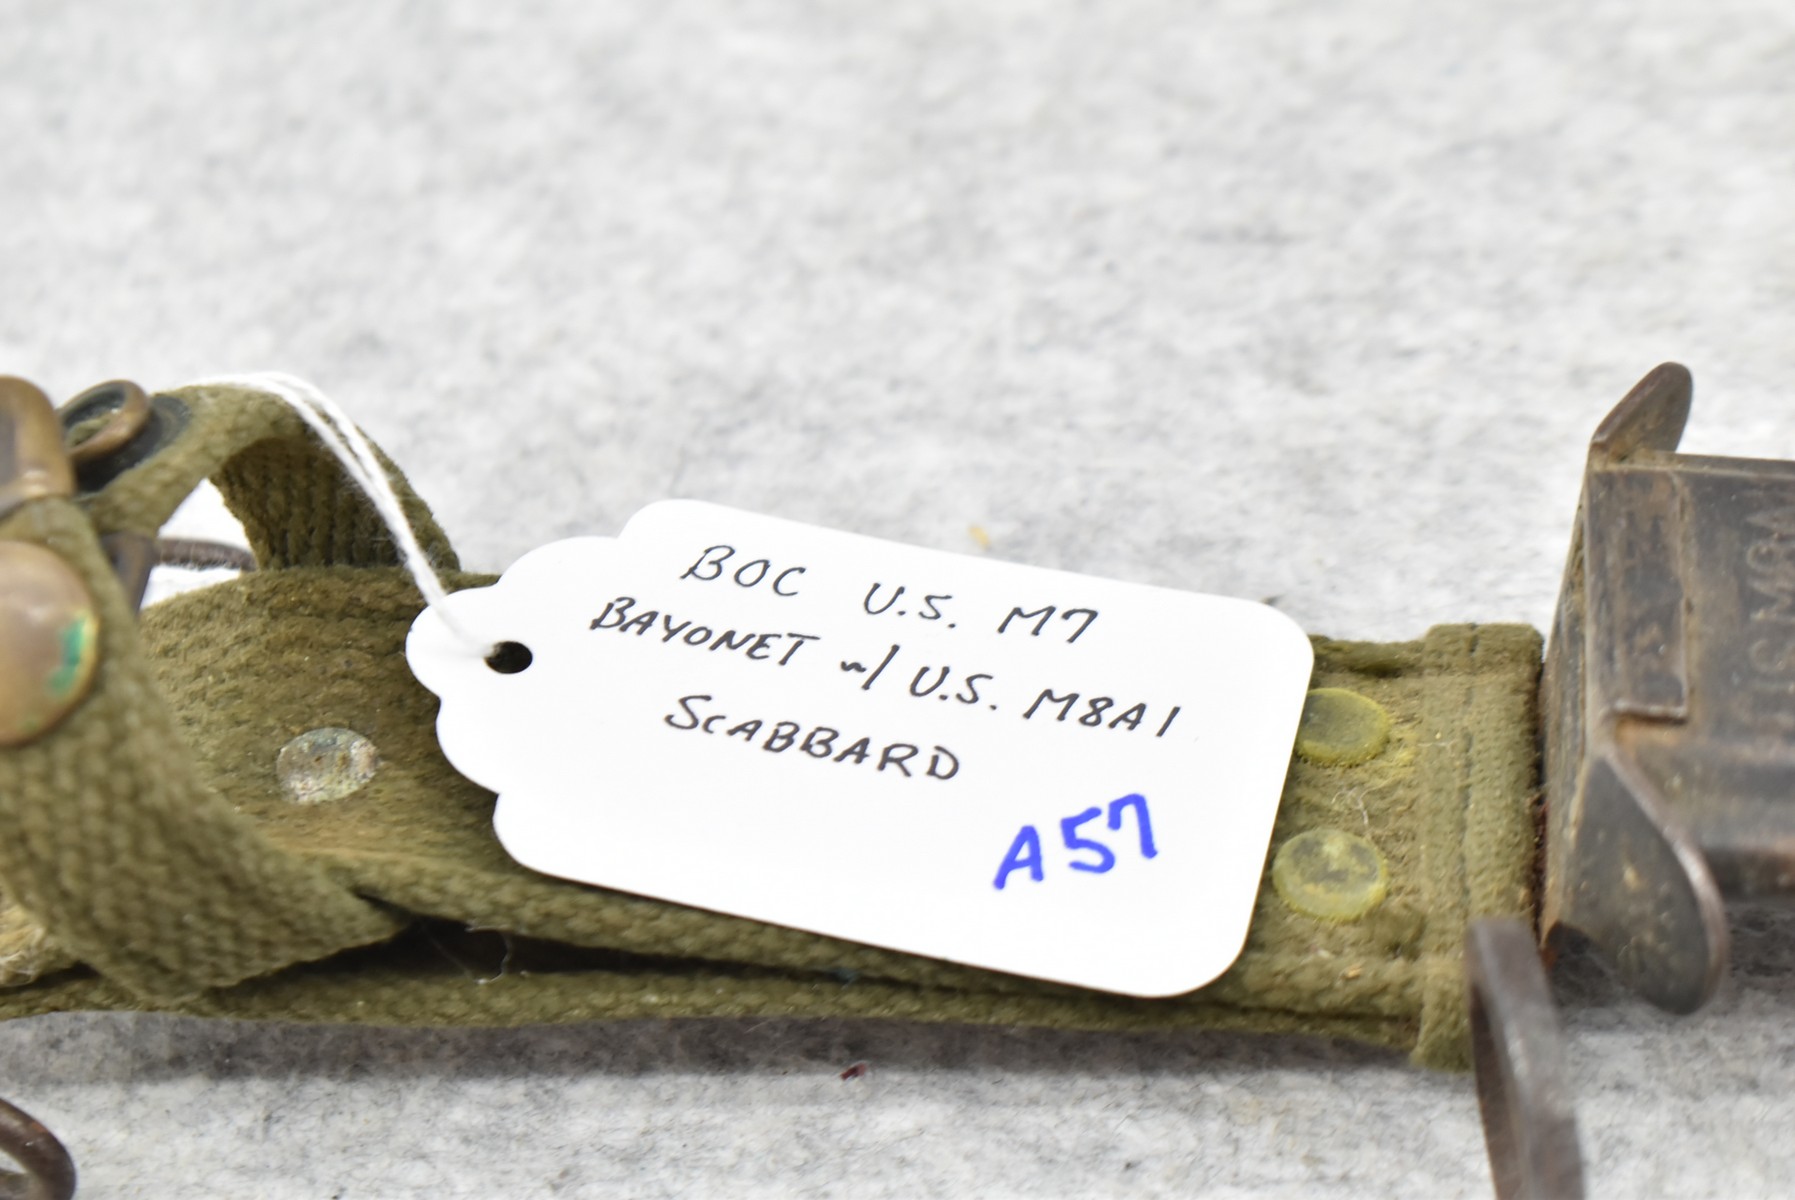 BOC U.S. M7
BAYONET w/ U.S. M8A1
SCABBARD
A57